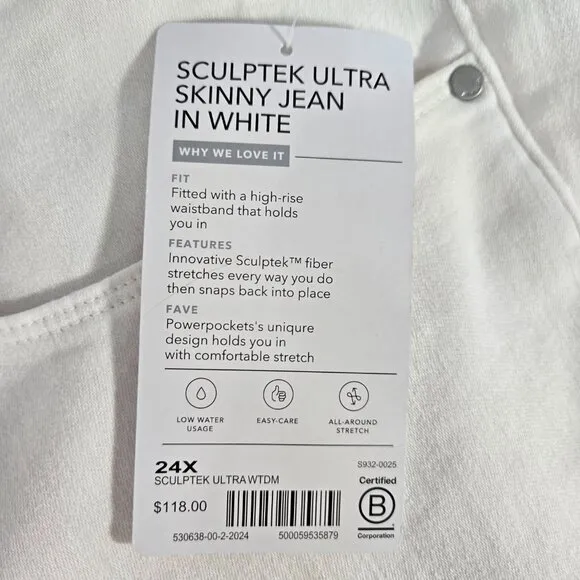 SCULPTEK ULTRA
SKINNY JEAN
IN WHITE
WHY WE LOVE IT
FIT
Fitted with a high-rise
waistband that holds
you in
FEATURES
Innovative Sculptek™ fiber
stretches every way you do
then snaps back into place
FAVE
Powerpockets's uniqure
design holds you in
with comfortable stretch
LOW WATER
USAGE
EASY-CARE
ALL-AROUND
STRETCH
24X
S932-0025
SCULPTEK ULTRA WTDM
$118.00
530638-00-2-2024
500059535879
Certified
B
Corporation